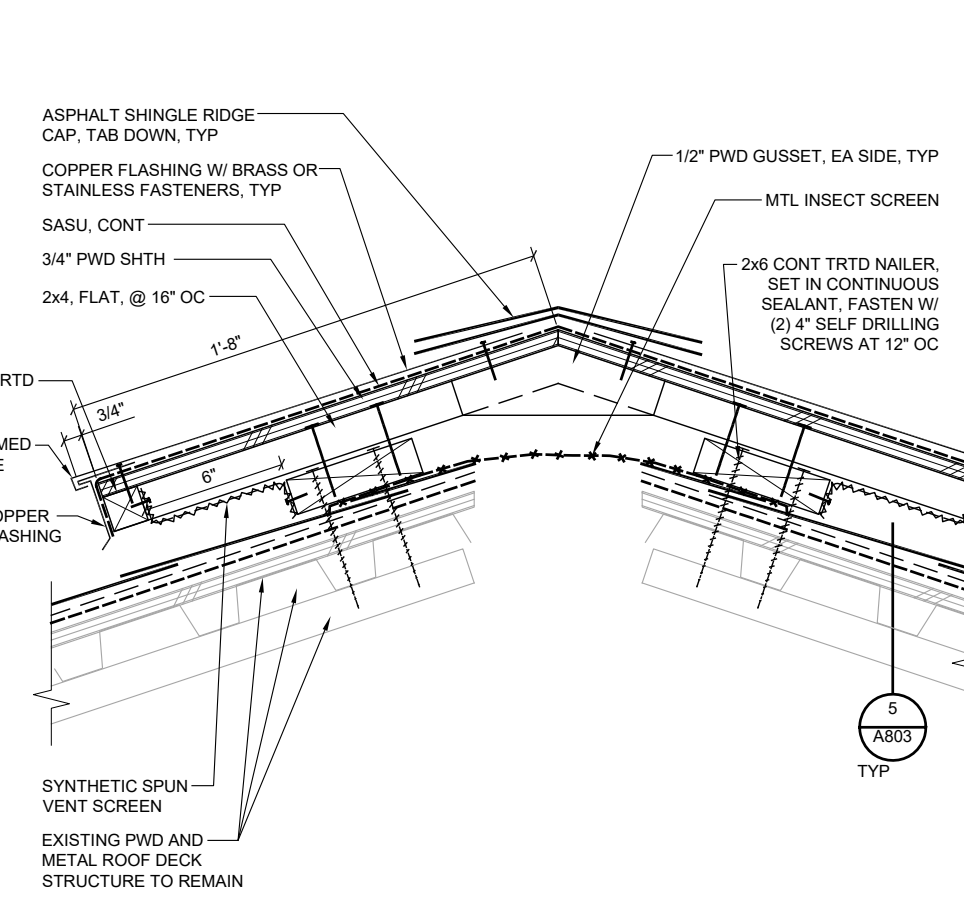 ASPHALT SHINGLE RIDGE
CAP, TAB DOWN, TYP
COPPER FLASHING W/ BRASS OR
STAINLESS FASTENERS, TYP
SASU, CONT
3/4" PWD SHTH
2x4, FLAT, @ 16" OC
RTD
MED
E
OPPER
ASHING
1'-8"
3/4"
6"
1/2" PWD GUSSET, EA SIDE, TYP
MTL INSECT SCREEN
2x6 CONT TRTD NAILER,
SET IN CONTINUOUS
SEALANT, FASTEN W/
(2) 4" SELF DRILLING
SCREWS AT 12" OC
5
A803
TYP
SYNTHETIC SPUN
VENT SCREEN
EXISTING PWD AND
METAL ROOF DECK
STRUCTURE TO REMAIN